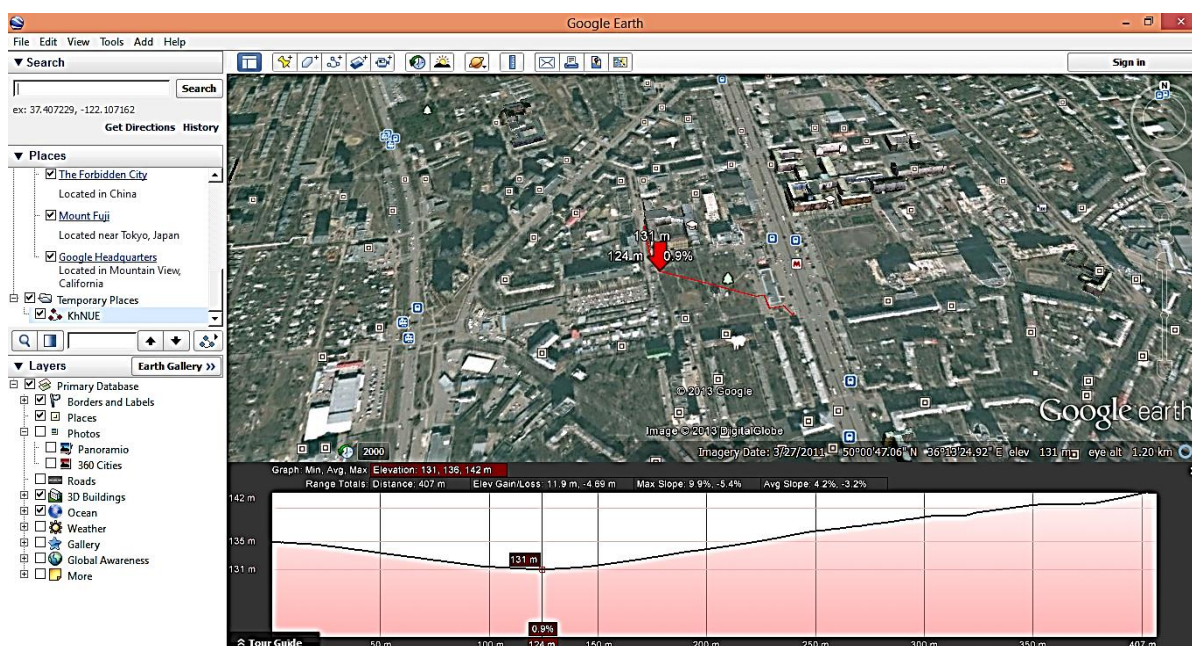 Google Earth
File Edit View Tools Add Help
▼ Search
Search
ex: 37.407229, -122.107162
Get Directions History
▼ Places
The Forbidden City
Located in China
Mount Fuji
Located near Tokyo, Japan
Google Headquarters
Located in Mountain View,
California
Temporary Places
KhNUE
▼ Layers
Earth Gallery >>
Primary Database
Borders and Labels
Places
Photos
Panoramio
360 Cities
Roads
3D Buildings
Ocean
Weather
Gallery
Global Awareness
More
Sign in
N
131 m
124 m 0.9%
M
© 2013 Google
Image © 2013 DigitalGlobe
Google earth
2000
Imagery Date: 3/27/2011 50°00'47.06" N 36°13'24.92" E elev 131 m eye alt 1.20 km
Graph: Min, Avg, Max Elevation: 131, 136, 142 m
Range Totals: Distance: 407 m Elev Gain/Loss: 11.9 m, -4.69 m Max Slope: 9.9%, -5.4% Avg Slope: 4.2%, -3.2%
142 m
135 m
131 m
131 m
0.9%
Tour Guide
50 m 100 m 124 m 150 m 200 m 250 m 300 m 350 m 407 m